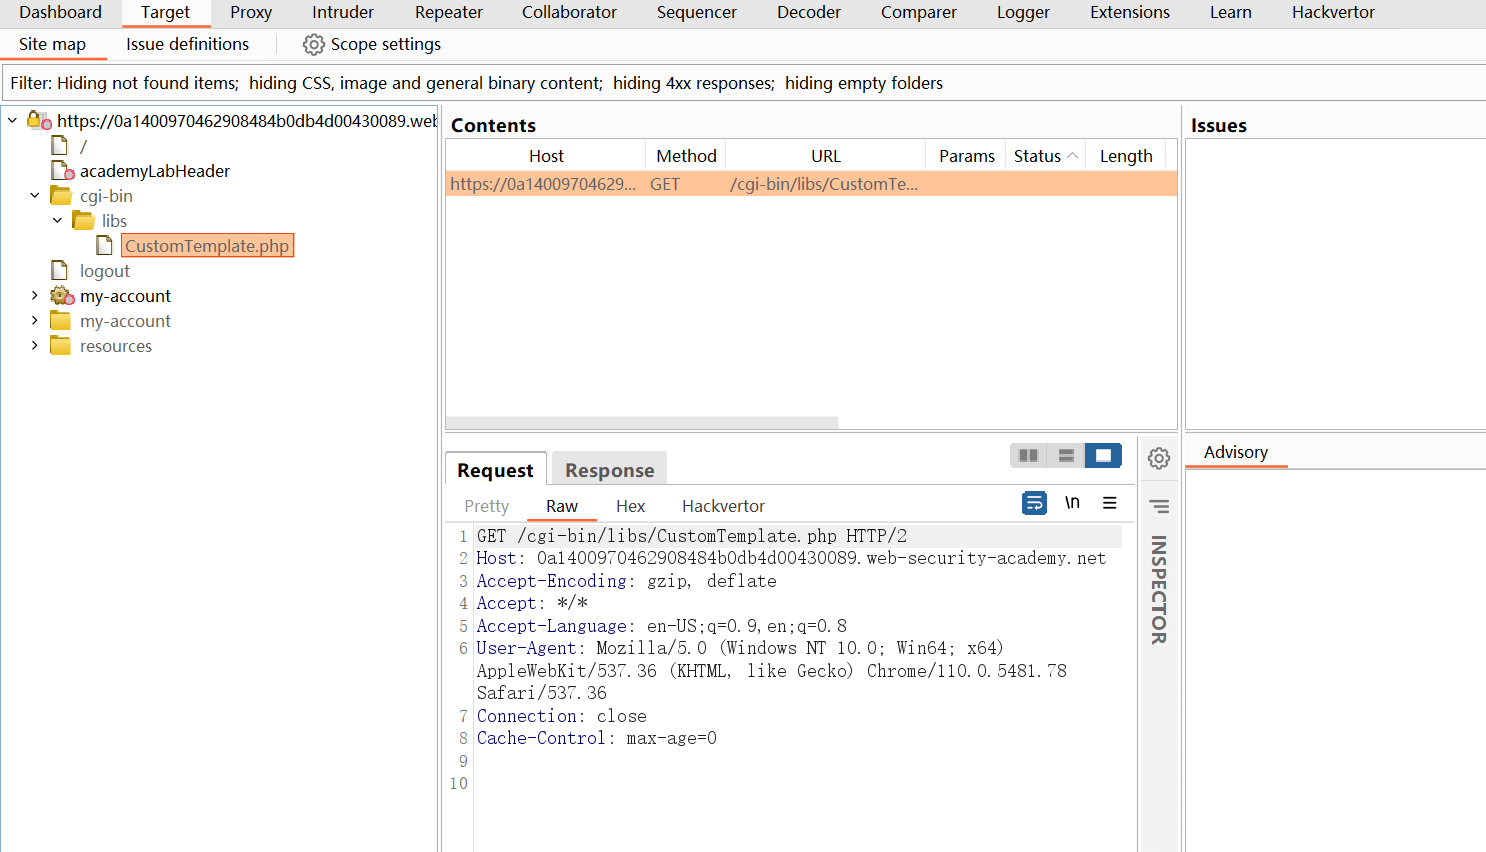 Dashboard Target Proxy Intruder Repeater Collaborator Sequencer Decoder Comparer Logger Extensions Learn Hackvertor
Site map Issue definitions Scope settings
Filter: Hiding not found items; hiding CSS, image and general binary content; hiding 4xx responses; hiding empty folders
https://0a1400970462908484b0db4d00430089.web
/
academyLabHeader
cgi-bin
libs
CustomTemplate.php
logout
my-account
my-account
resources
Contents
Host Method URL Params Status Length
https://0a14009704629... GET /cgi-bin/libs/CustomTe...
Issues
Request Response
Pretty Raw Hex Hackvertor \n
1 GET /cgi-bin/libs/CustomTemplate.php HTTP/2
2 Host: 0a1400970462908484b0db4d00430089.web-security-academy.net
3 Accept-Encoding: gzip, deflate
4 Accept: */*
5 Accept-Language: en-US;q=0.9,en;q=0.8
6 User-Agent: Mozilla/5.0 (Windows NT 10.0; Win64; x64)
AppleWebKit/537.36 (KHTML, like Gecko) Chrome/110.0.5481.78
Safari/537.36
7 Connection: close
8 Cache-Control: max-age=0
9
10
INSPECTOR
Advisory